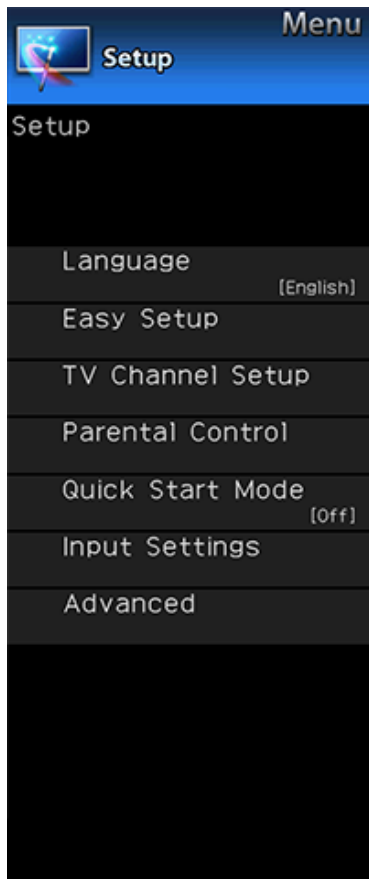 Menu
Setup
Setup
Language
[English]
Easy Setup
TV Channel Setup
Parental Control
Quick Start Mode
[Off]
Input Settings
Advanced